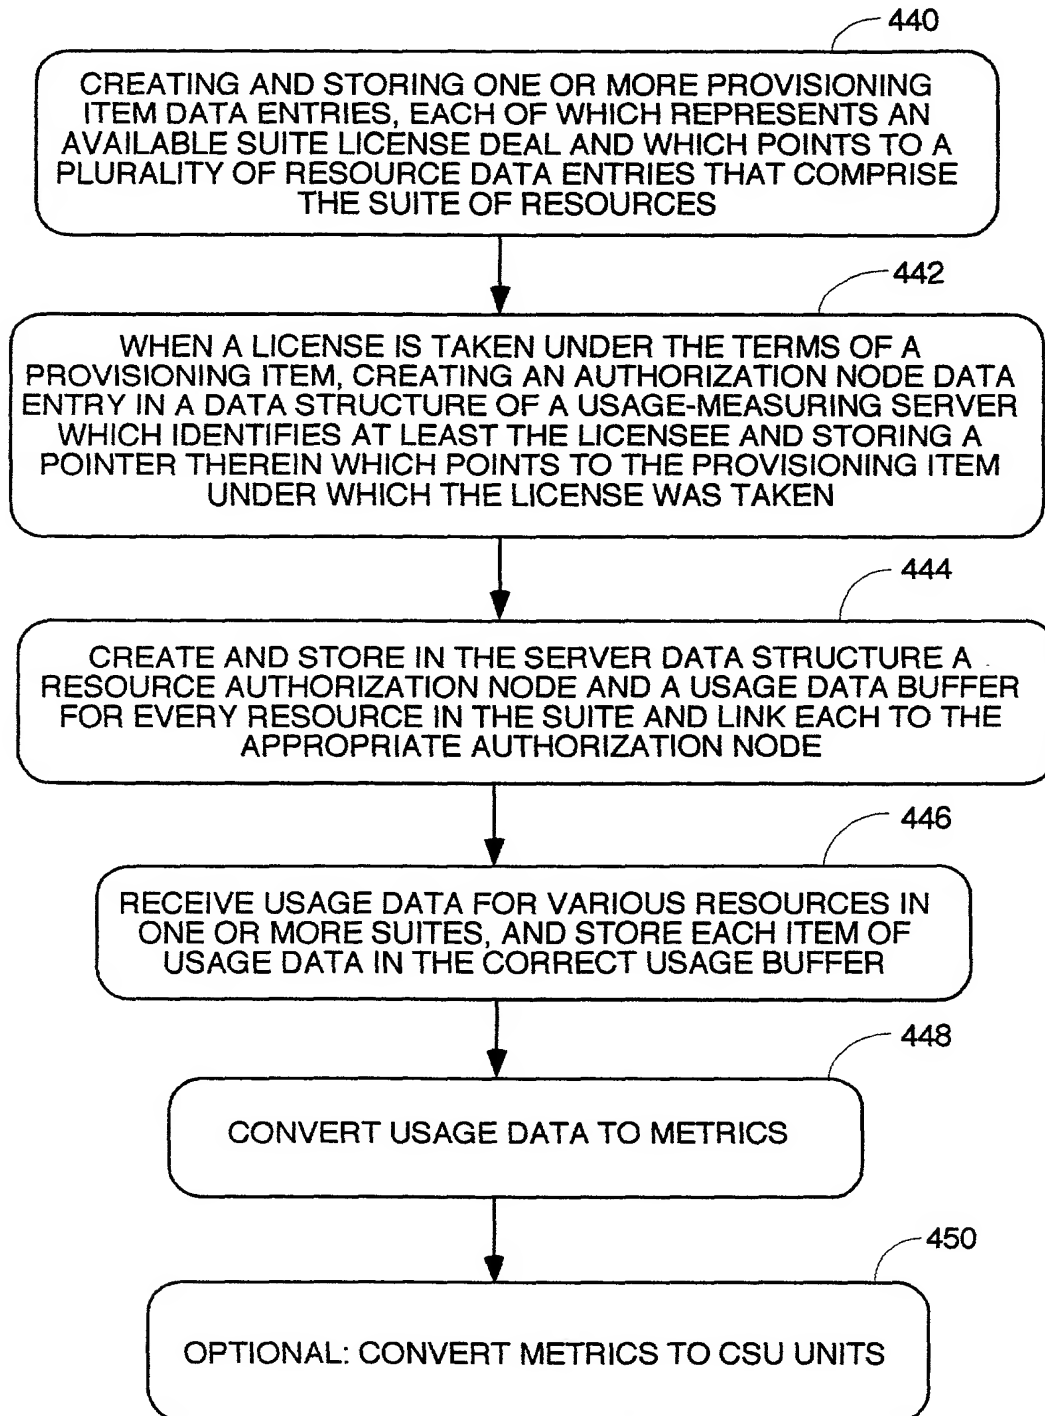 440
CREATING AND STORING ONE OR MORE PROVISIONING
ITEM DATA ENTRIES, EACH OF WHICH REPRESENTS AN
AVAILABLE SUITE LICENSE DEAL AND WHICH POINTS TO A
PLURALITY OF RESOURCE DATA ENTRIES THAT COMPRISE
THE SUITE OF RESOURCES
442
WHEN A LICENSE IS TAKEN UNDER THE TERMS OF A
PROVISIONING ITEM, CREATING AN AUTHORIZATION NODE DATA
ENTRY IN A DATA STRUCTURE OF A USAGE-MEASURING SERVER
WHICH IDENTIFIES AT LEAST THE LICENSEE AND STORING A
POINTER THEREIN WHICH POINTS TO THE PROVISIONING ITEM
UNDER WHICH THE LICENSE WAS TAKEN
444
CREATE AND STORE IN THE SERVER DATA STRUCTURE A
RESOURCE AUTHORIZATION NODE AND A USAGE DATA BUFFER
FOR EVERY RESOURCE IN THE SUITE AND LINK EACH TO THE
APPROPRIATE AUTHORIZATION NODE
446
RECEIVE USAGE DATA FOR VARIOUS RESOURCES IN
ONE OR MORE SUITES, AND STORE EACH ITEM OF
USAGE DATA IN THE CORRECT USAGE BUFFER
448
CONVERT USAGE DATA TO METRICS
450
OPTIONAL: CONVERT METRICS TO CSU UNITS